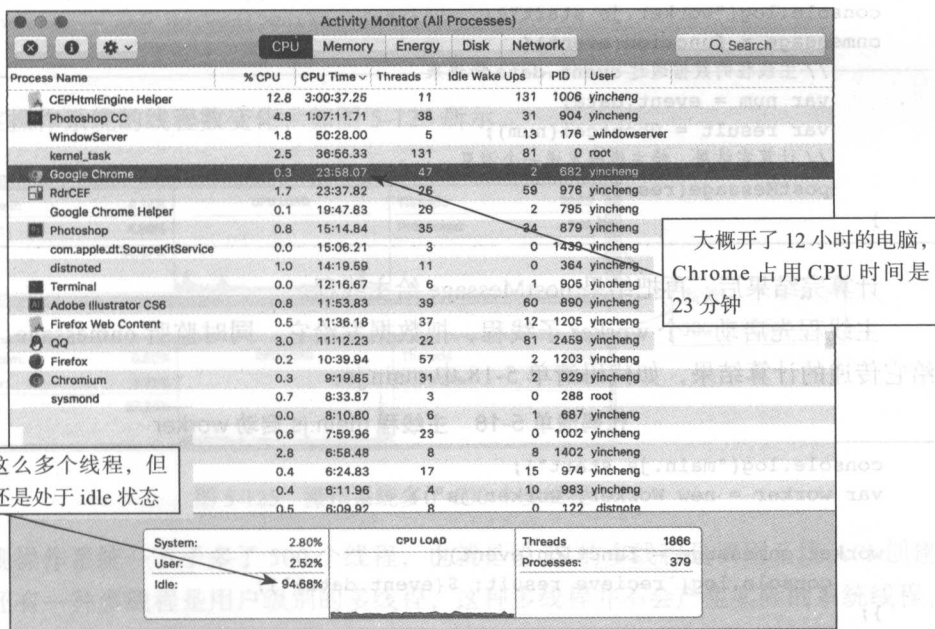 Activity Monitor (All Processes)
CPU Memory Energy Disk Network Search
Process Name % CPU CPU Time Threads Idle Wake Ups PID User
CEPHtmlEngine Helper 12.8 3:00:37.25 11 131 1006 yincheng
Photoshop CC 4.8 1:07:11.71 38 31 904 yincheng
WindowServer 1.8 50:28.00 5 13 176 _windowserver
kernel_task 2.5 36:56.33 131 81 0 root
Google Chrome 0.3 23:58.07 47 2 682 yincheng
RdrCEF 1.7 23:37.82 26 59 976 yincheng
Google Chrome Helper 0.1 19:47.83 20 2 795 yincheng
Photoshop 0.8 15:14.84 35 34 879 yincheng
com.apple.dt.SourceKitService 0.0 15:06.21 3 0 1439 yincheng
distnoted 1.0 14:19.59 11 0 364 yincheng
Terminal 0.0 12:16.67 6 1 yincheng
Adobe Illustrator CS6 0.8 11:53.83 39 60 890 yincheng
Firefox Web Content 0.5 11:36.18 37 12 1205 yincheng
QQ 3.0 11:12.23 22 81 2459 yincheng
Firefox 0.2 10:39.94 57 2 1203 yincheng
Chromium 0.3 9:19.85 31 2 929 yincheng
sysmond 0.7 8:33.87 3 0 288 root
0.0 8:10.80 6 1 687 yincheng
0.6 7:59.96 23 0 1002 yincheng
2.8 6:58.48 8 8 1402 yincheng
0.4 6:24.83 17 15 974 yincheng
0.4 6:11.96 4 10 983 yincheng
0.5 6:09.92 8 0 122 _distnote
大概开了 12 小时的电脑，
Chrome 占用 CPU 时间是
23 分钟
这么多个线程，但
还是处于 idle 状态
System: 2.80% CPU LOAD Threads 1866
User: 2.52% Processes: 379
Idle: 94.68%